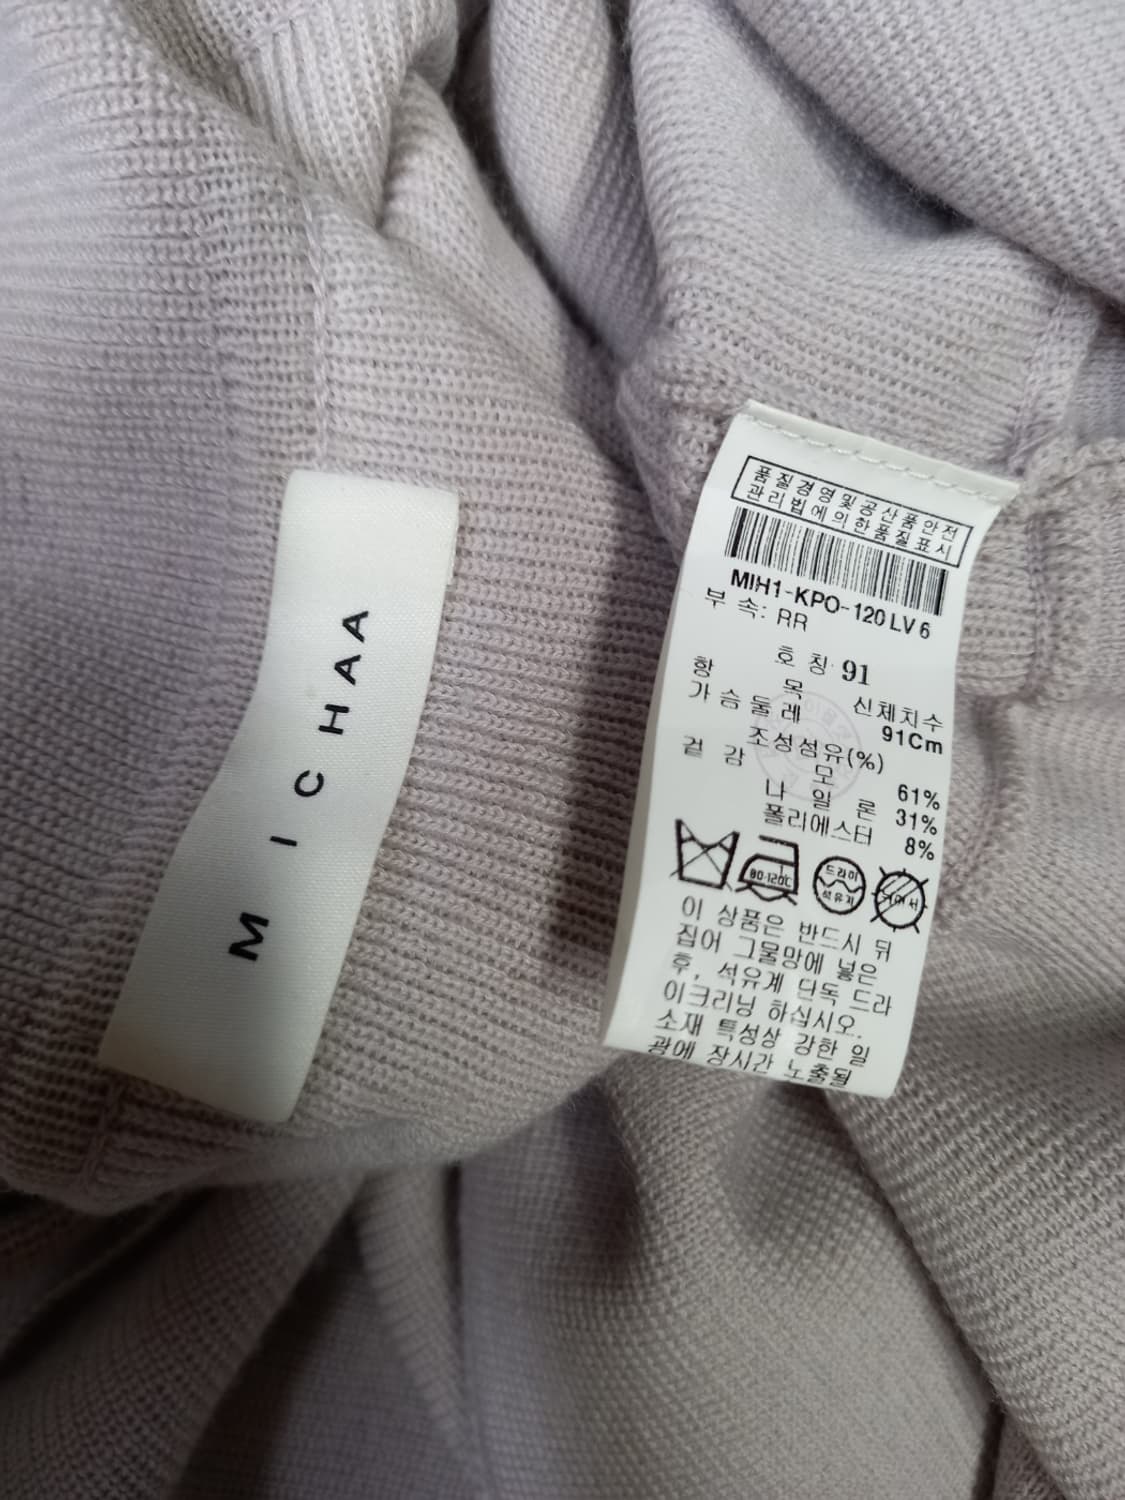 MICHAA
품질경영및공산품안전
관리법에의한품질표시
MIH1-KPO-120 LV 6
부 속: RR
호 칭 91
항 목 신체치수
가슴둘레 91Cm
조성섬유(%)
겉 감
모 61%
나 일 론 31%
폴리에스터 8%
80-120℃
드라이
석유계
이 상품은 반드시 뒤
집어 그물망에 넣은
후, 석유계 단독 드라
이크리닝 하십시오.
소재 특성상 강한 일
광에 장시간 노출될